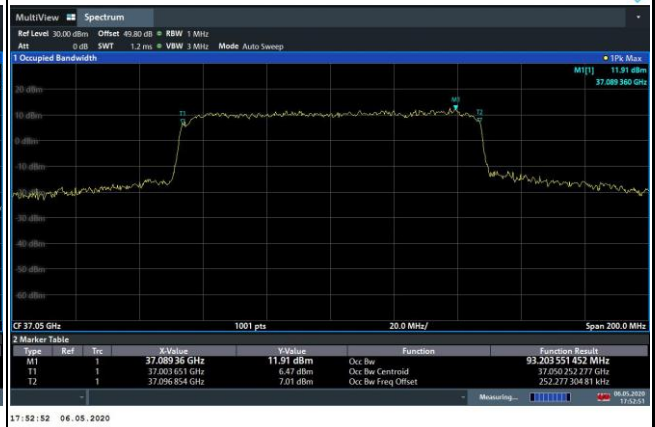 MultiView Spectrum
Ref Level 30.00 dBm Offset 49.80 dB RBW 1 MHz
Att 0 dB SWT 1.2 ms VBW 3 MHz Mode Auto Sweep
1 Occupied Bandwidth 1Pk Max
M1[1] 11.91 dBm
37.089 360 GHz
20 dBm
M1
10 dBm
T1
T2
0 dBm
-10 dBm
-20 dBm
-30 dBm
-40 dBm
-50 dBm
-60 dBm
CF 37.05 GHz 1001 pts 20.0 MHz/ Span 200.0 MHz
2 Marker Table
Type Ref Trc X-Value Y-Value Function Function Result
M1 1 37.089 36 GHz 11.91 dBm Occ Bw 93.203 551 452 MHz
T1 1 37.003 651 GHz 6.47 dBm Occ Bw Centroid 37.050 252 277 GHz
T2 1 37.096 854 GHz 7.01 dBm Occ Bw Freq Offset 252.277 304 81 kHz
Measuring... 06.05.2020
17:52:51
17:52:52 06.05.2020